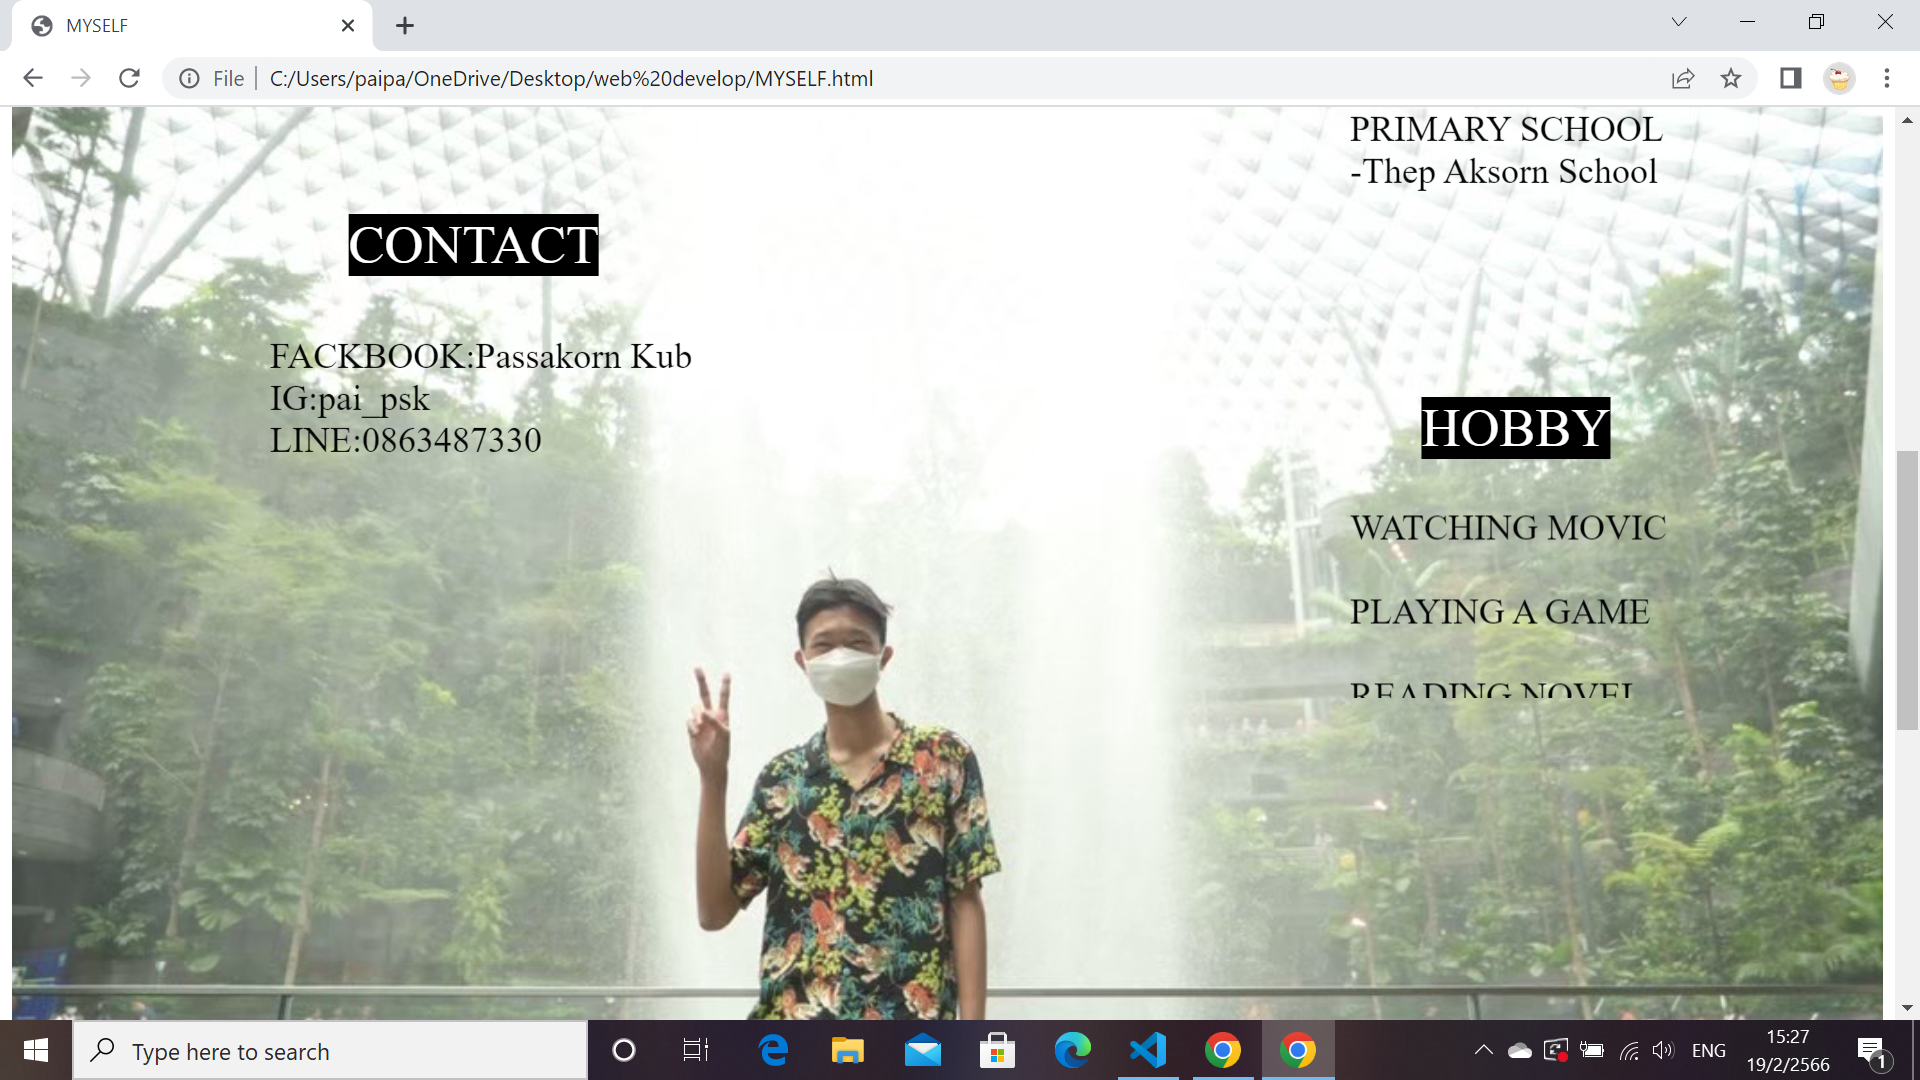 MYSELF
File
C:/Users/paipa/OneDrive/Desktop/web%20develop/MYSELF.html
PRIMARY SCHOOL
-Thep Aksorn School
CONTACT
FACKBOOK:Passakorn Kub
IG:pai_psk
LINE:0863487330
HOBBY
WATCHING MOVIC
PLAYING A GAME
READING NOVEL
Type here to search
ENG
15:27
19/2/2566
1